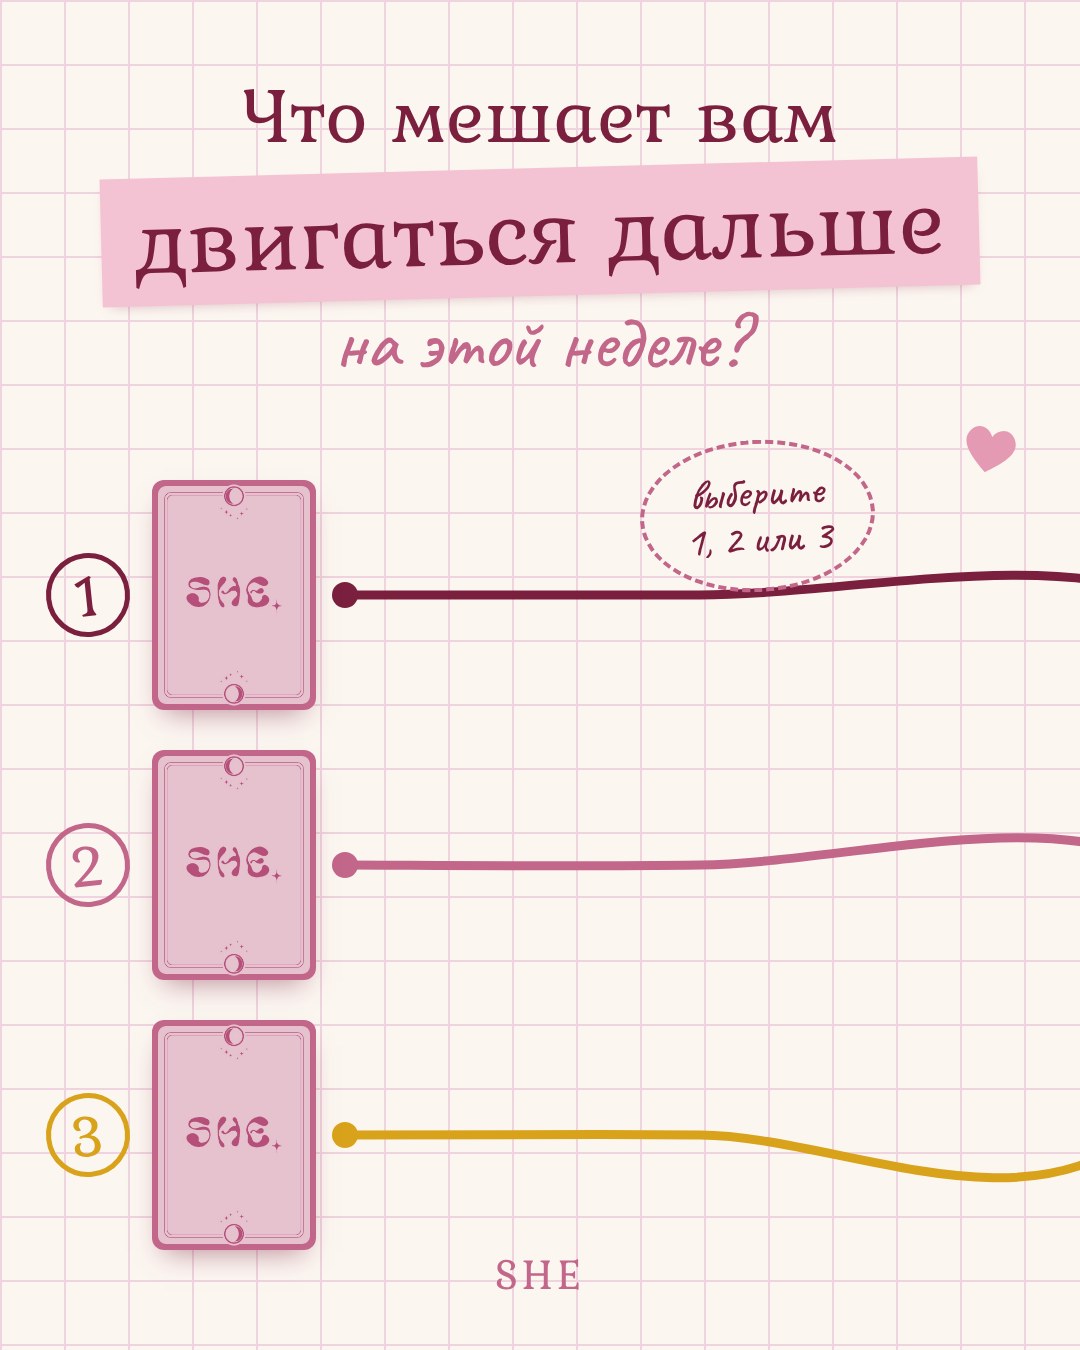 Что мешает вам
двигаться дальше
на этой неделе?
выберите
1, 2 или 3
1
SHE
2
SHE
3
SHE
SHE